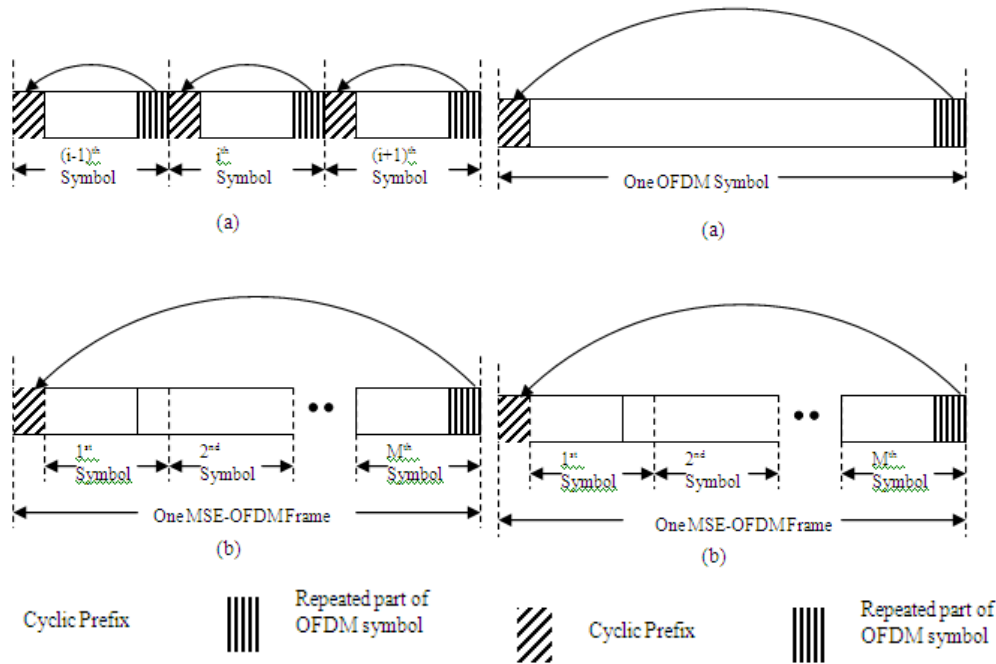 (i-1)th Symbol
ith Symbol
(i+1)th Symbol
(a)
One OFDM Symbol
(a)
1st Symbol
2nd Symbol
Mth Symbol
One MSE-OFDM Frame
(b)
1st Symbol
2nd Symbol
Mth Symbol
One MSE-OFDM Frame
(b)
Cyclic Prefix
Repeated part of
OFDM symbol
Cyclic Prefix
Repeated part of
OFDM symbol